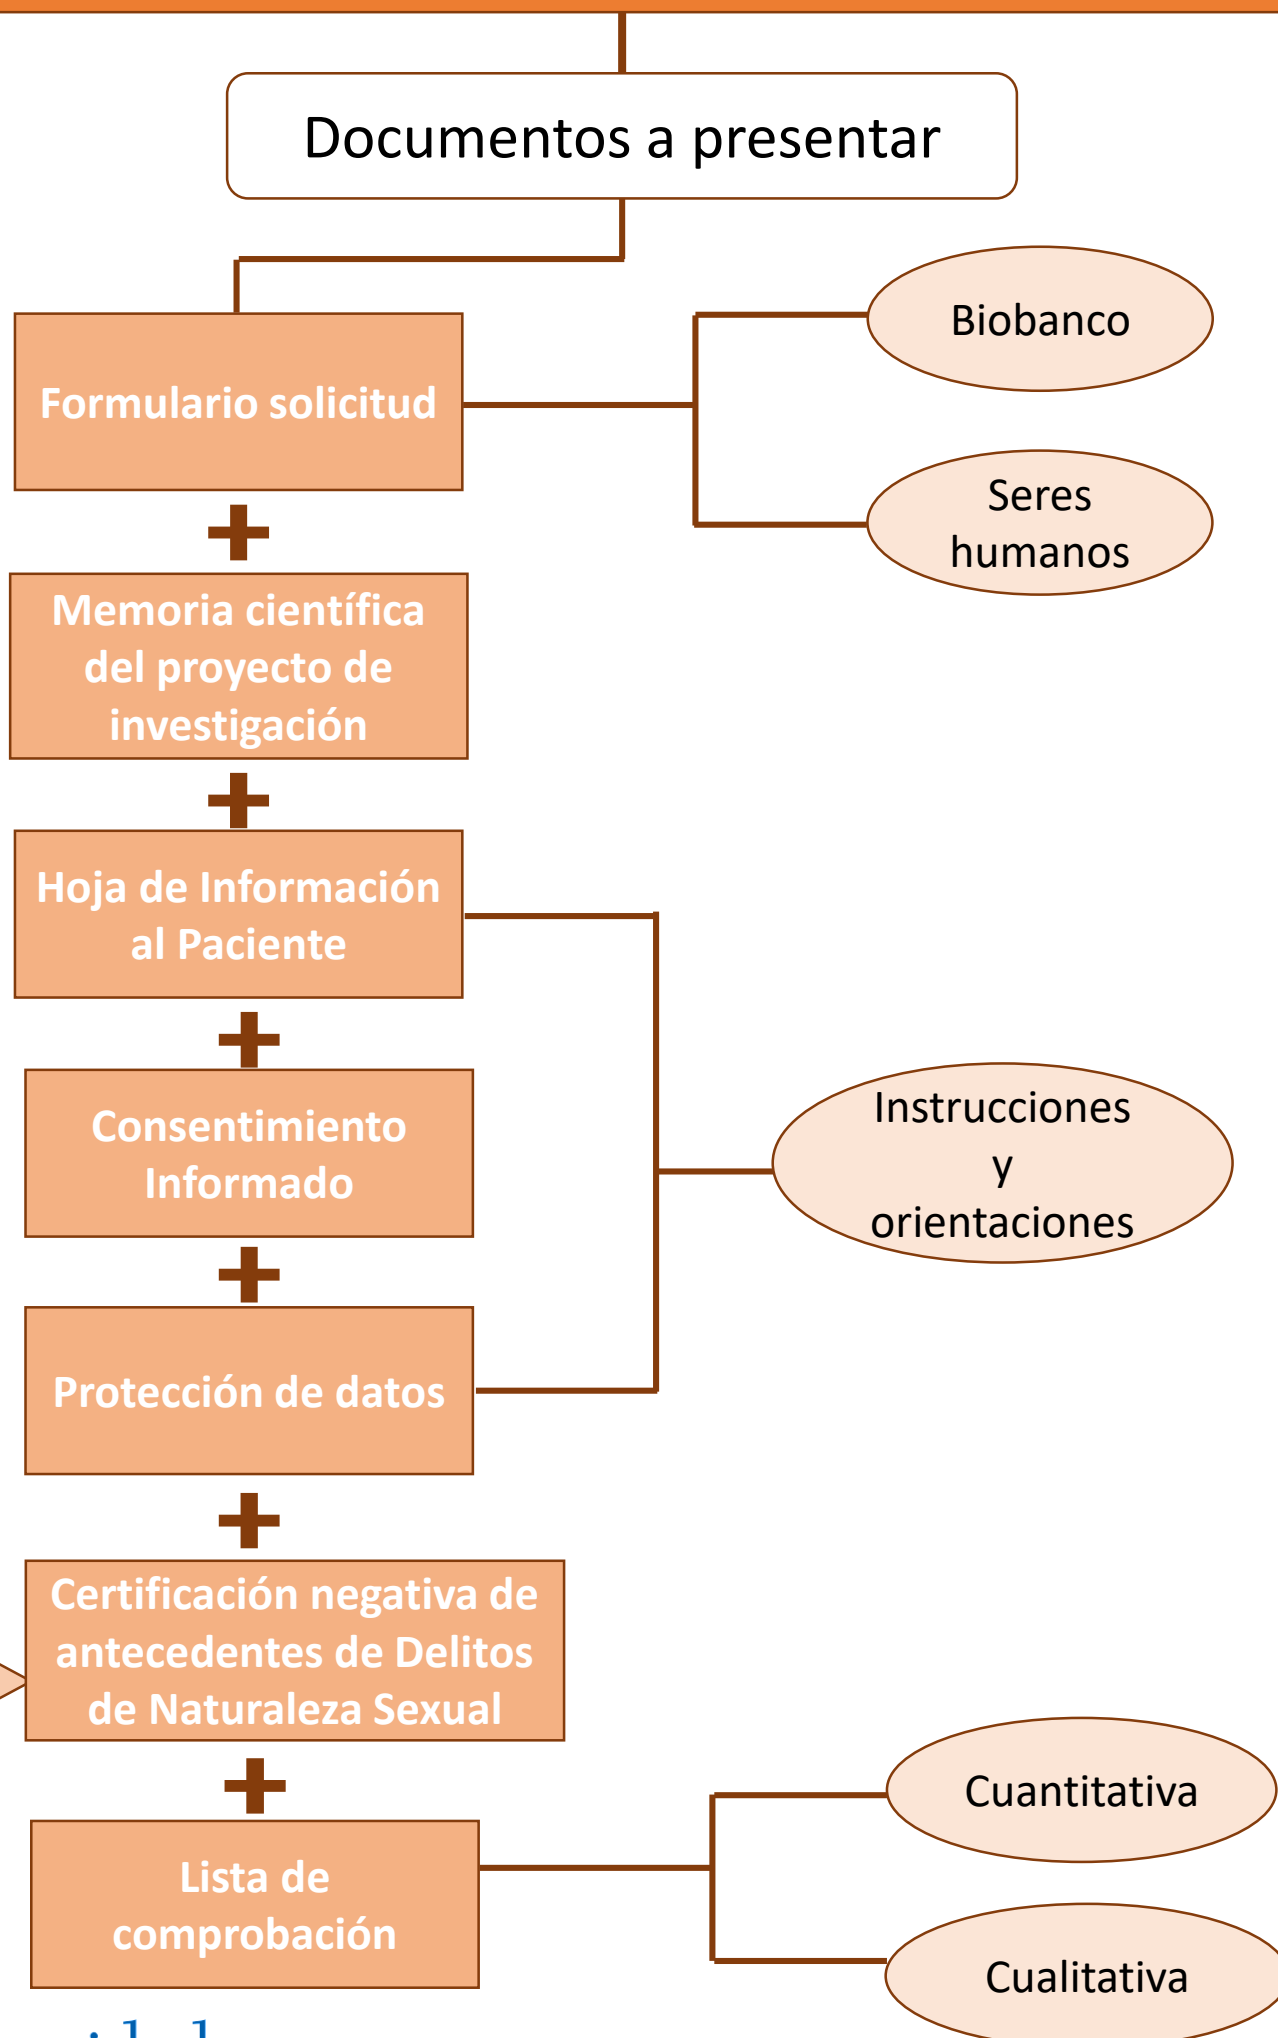 Documentos a presentar
Formulario solicitud
Biobanco
Seres
humanos
Memoria científica
del proyecto de
investigación
Hoja de Información
al Paciente
Consentimiento
Informado
Protección de datos
Instrucciones
y
orientaciones
Certificación negativa de
antecedentes de Delitos
de Naturaleza Sexual
Lista de
comprobación
Cuantitativa
Cualitativa